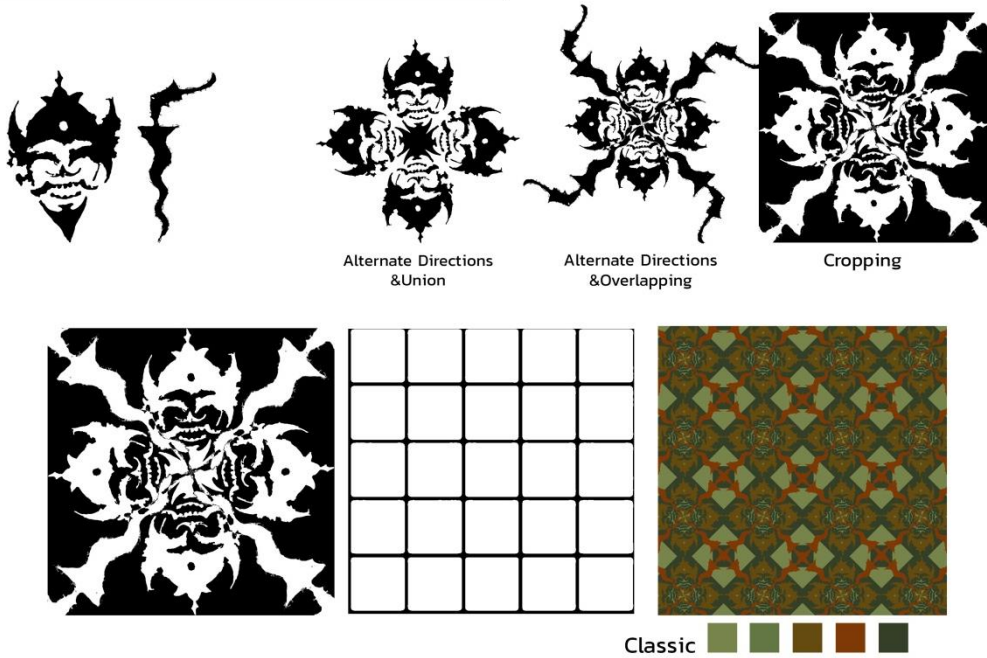 Alternate Directions
&Union
Alternate Directions
&Overlapping
Cropping
Classic